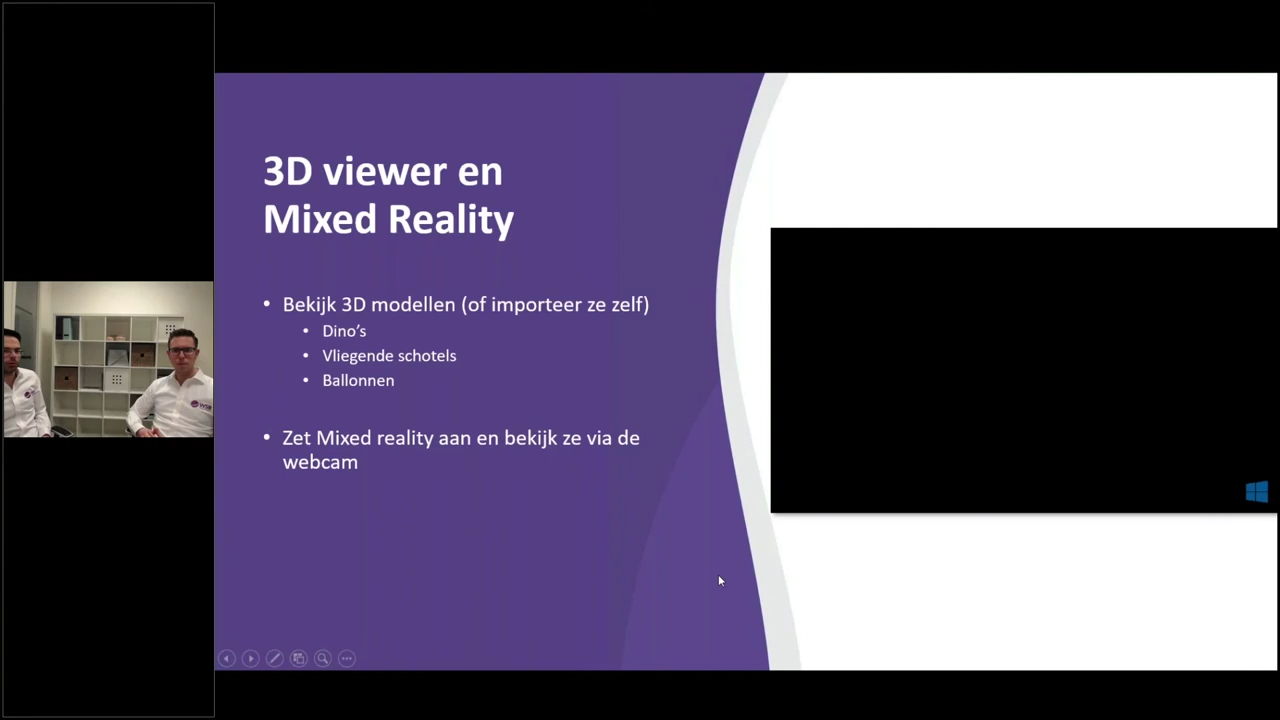 3D viewer en
Mixed Reality
• Bekijk 3D modellen (of importeer ze zelf)
• Dino’s
• Vliegende schotels
• Ballonnen
• Zet Mixed reality aan en bekijk ze via de
webcam